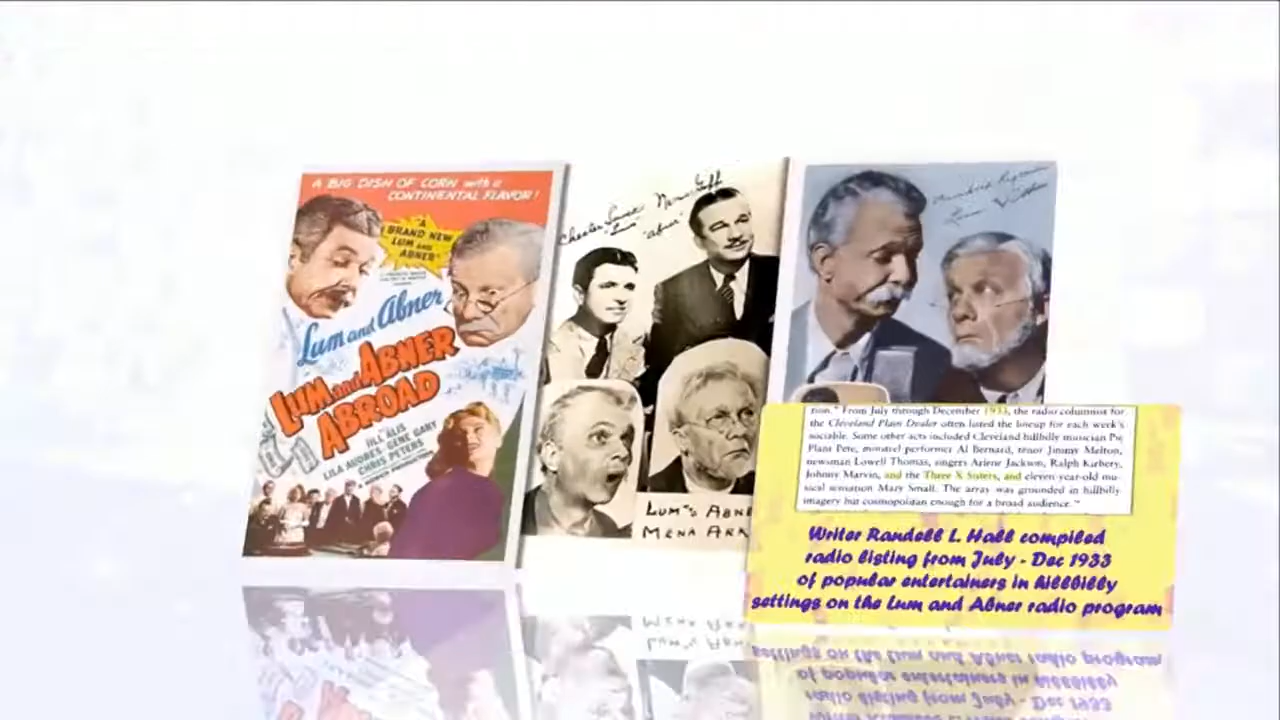 A BIG DISH OF CORN with a
CONTINENTAL FLAVOR!
"A
BRAND NEW
LUM AND
ABNER"
Lum and Abner
LUM and ABNER
ABROAD
JILL ALIS
LILA AUDRES GENE GARY
CHRIS PETERS
Chester Lauck Norris Goff
"Lum" "Abner"
LUM & ABNE
MENA ARK
tion." From July through December 1933, the radio columnist for
the Cleveland Plain Dealer often listed the lineup for each week's
sociable. Some other acts included Cleveland hillbilly musician Pie
Plant Pete, minstrel performer Al Bernard, tenor Jimmy Melton,
newsman Lowell Thomas, singers Arlene Jackson, Ralph Kirbery,
Johnny Marvin, and the Three X Sisters, and eleven-year-old mu-
sical sensation Mary Small. The array was grounded in hillbilly
imagery but cosmopolitan enough for a broad audience."
Writer Randell L. Hall compiled
radio listing from July - Dec 1933
of popular entertainers in hillbilly
settings on the Lum and Abner radio program